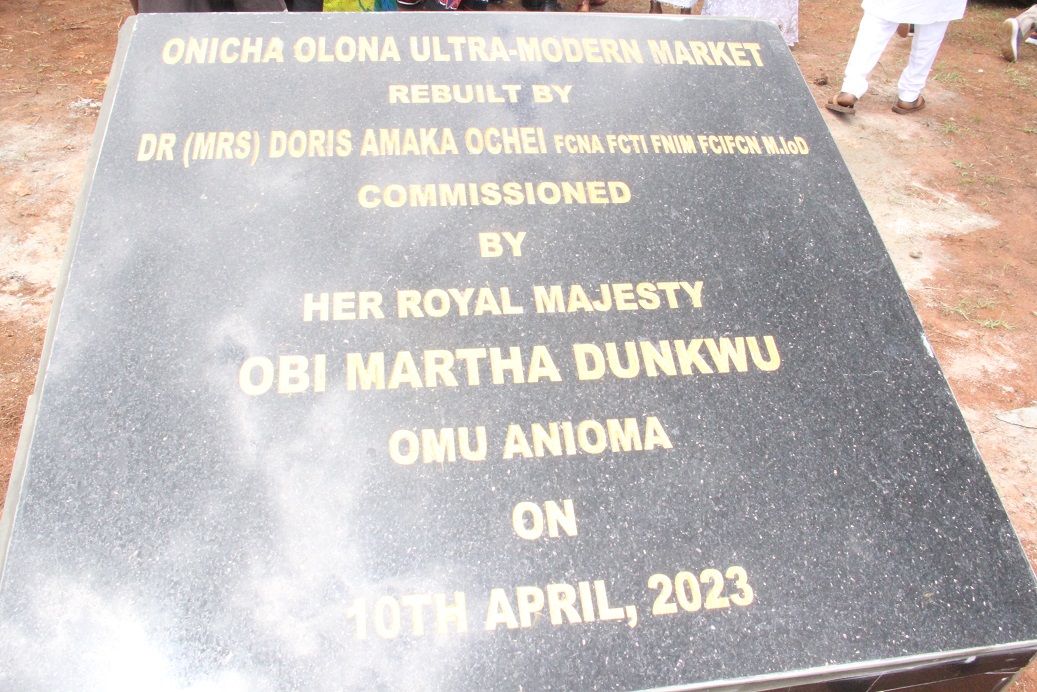 ONICHA OLONA ULTRA-MODERN MARKET
REBUILT BY
DR (MRS) DORIS AMAKA OCHEI FCNA FCTI FNIM FCIFCN M.IoD
COMMISSIONED
BY
HER ROYAL MAJESTY
OBI MARTHA DUNKWU
OMU ANIOMA
ON
10TH APRIL, 2023